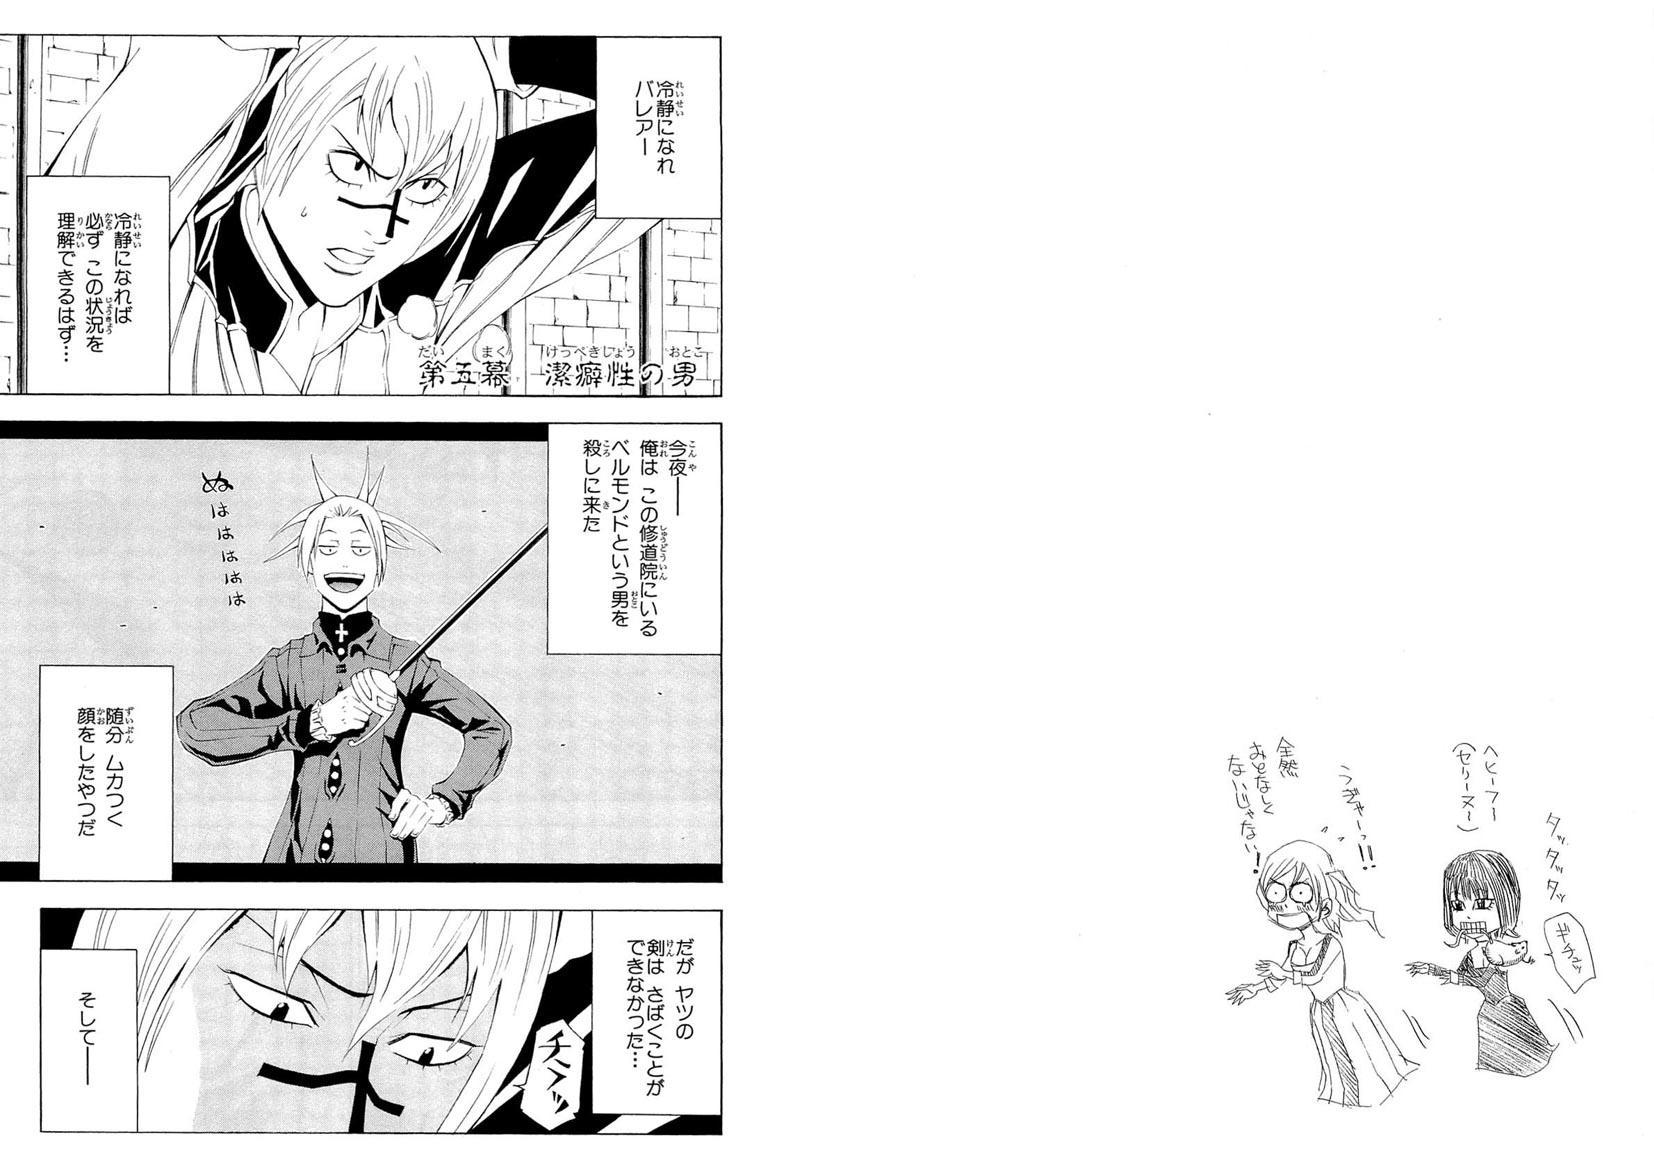 ヘヒーフ～
(セリーヌ～)
タッ
タッ
タッ
ギチュッ
うぎゃーっ!!
全然
おとなしく
ないじゃない!
冷静になれ
バレアー
冷静になれば
必ず この状況を
理解できるはず…
第五幕 潔癖性の男
今夜――
俺は この修道院にいる
ベルモンドという男を
殺しに来た
ぬはははははは
随分 ムカつく
顔をしたやつだ
だが ヤツの
剣は さばくことが
できなかった…
チッ
そして――